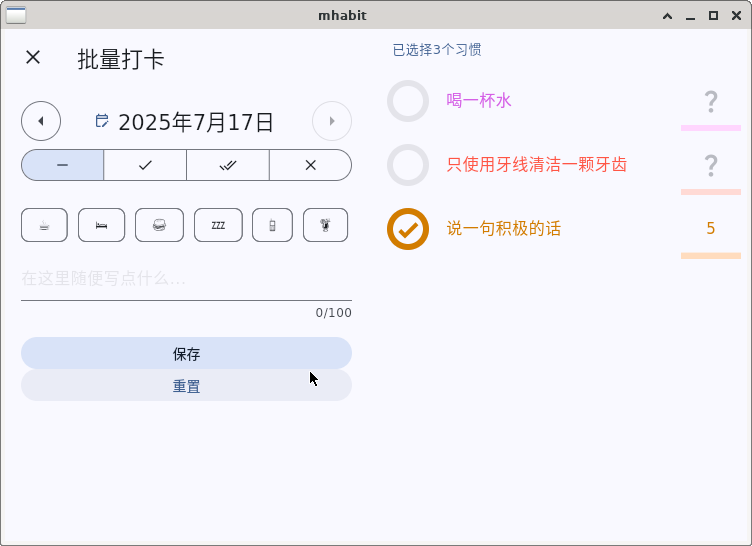 mhabit
批量打卡
2025年7月17日
zzz
在这里随便写点什么...
0/100
保存
重置
已选择3个习惯
喝一杯水
?
只使用牙线清洁一颗牙齿
?
说一句积极的话
5